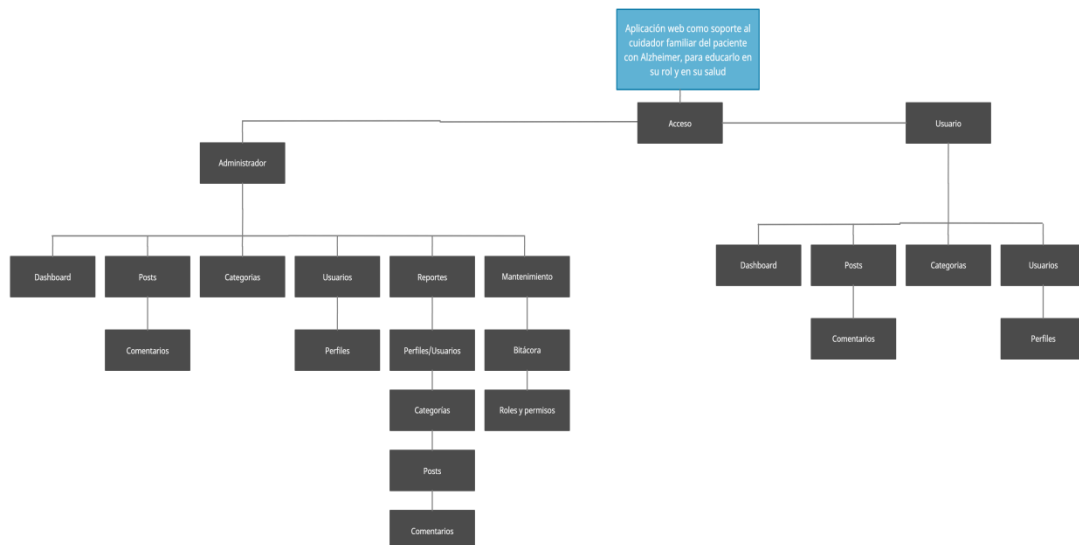 Aplicación web como soporte al
cuidador familiar del paciente
con Alzheimer, para educarlo en
su rol y en su salud
Acceso
Usuario
Administrador
Dashboard
Posts
Categorias
Usuarios
Reportes
Mantenimiento
Comentarios
Perfiles
Perfiles/Usuarios
Bitácora
Categorías
Roles y permisos
Posts
Comentarios
Dashboard
Posts
Categorias
Usuarios
Comentarios
Perfiles